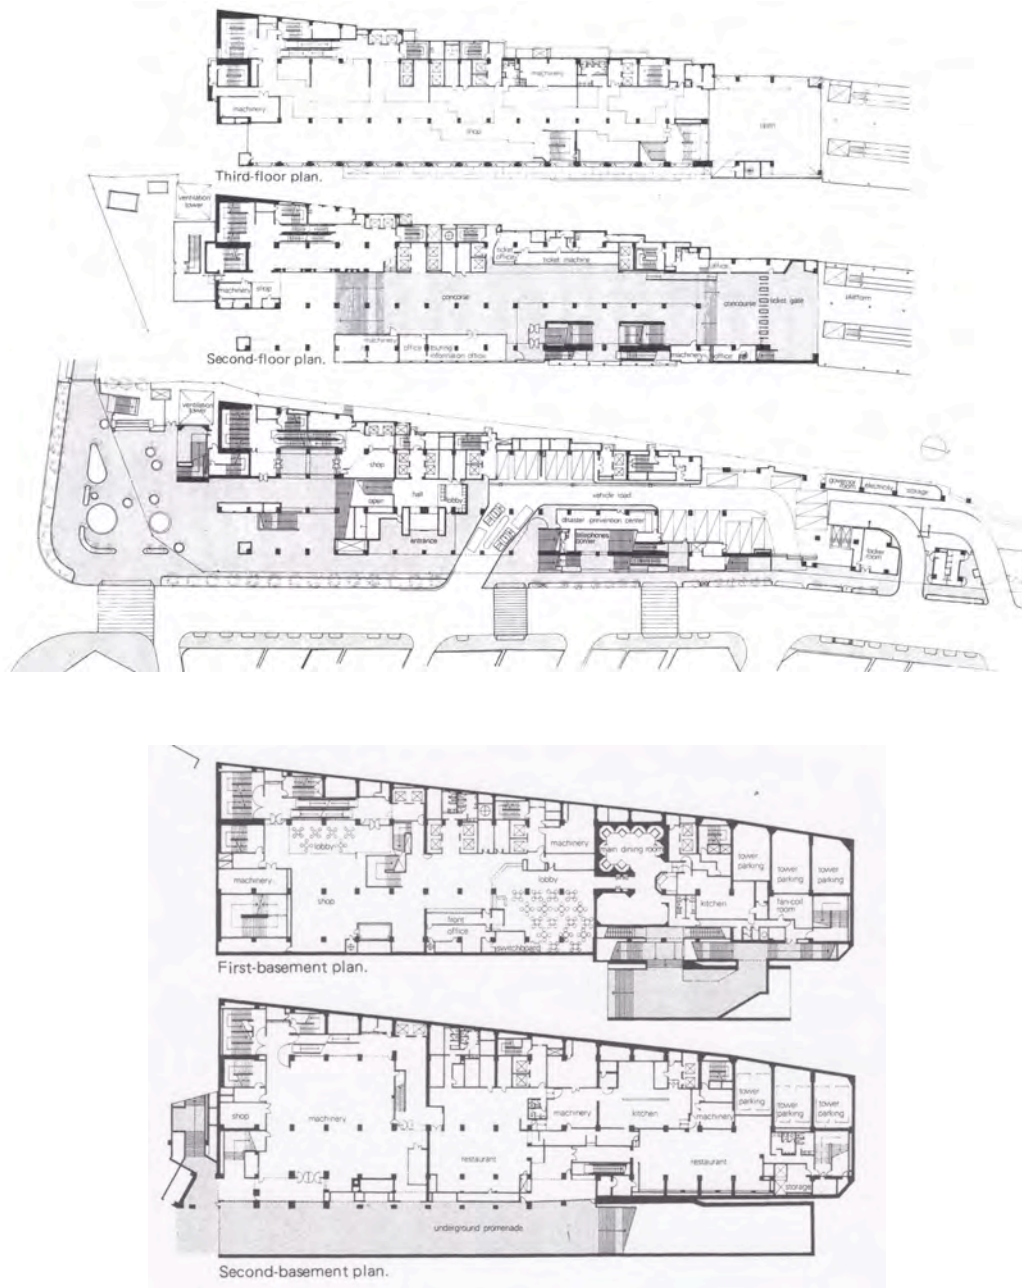 machinery
machinery
shop
open
Third-floor plan.
ventilation
tower
ticket
office
ticket machine
office
machinery
shop
concorse
concourse
ticket gate
platform
machinery
office
touring
information office
machinery
office
Second-floor plan.
ventilation
tower
shop
open
hall
lobby
entrance
vehicle road
disaster prevention center
telephones
corner
governor
room
electricity
storage
locker
room
lobby
machinery
main dining room
tower
parking
tower
parking
tower
parking
machinery
shop
lobby
kitchen
fan-coil
room
front
office
switchboard
First-basement plan.
shop
machinery
machinery
kitchen
machinery
tower
parking
tower
parking
tower
parking
restaurant
restaurant
storage
underground promenade
Second-basement plan.